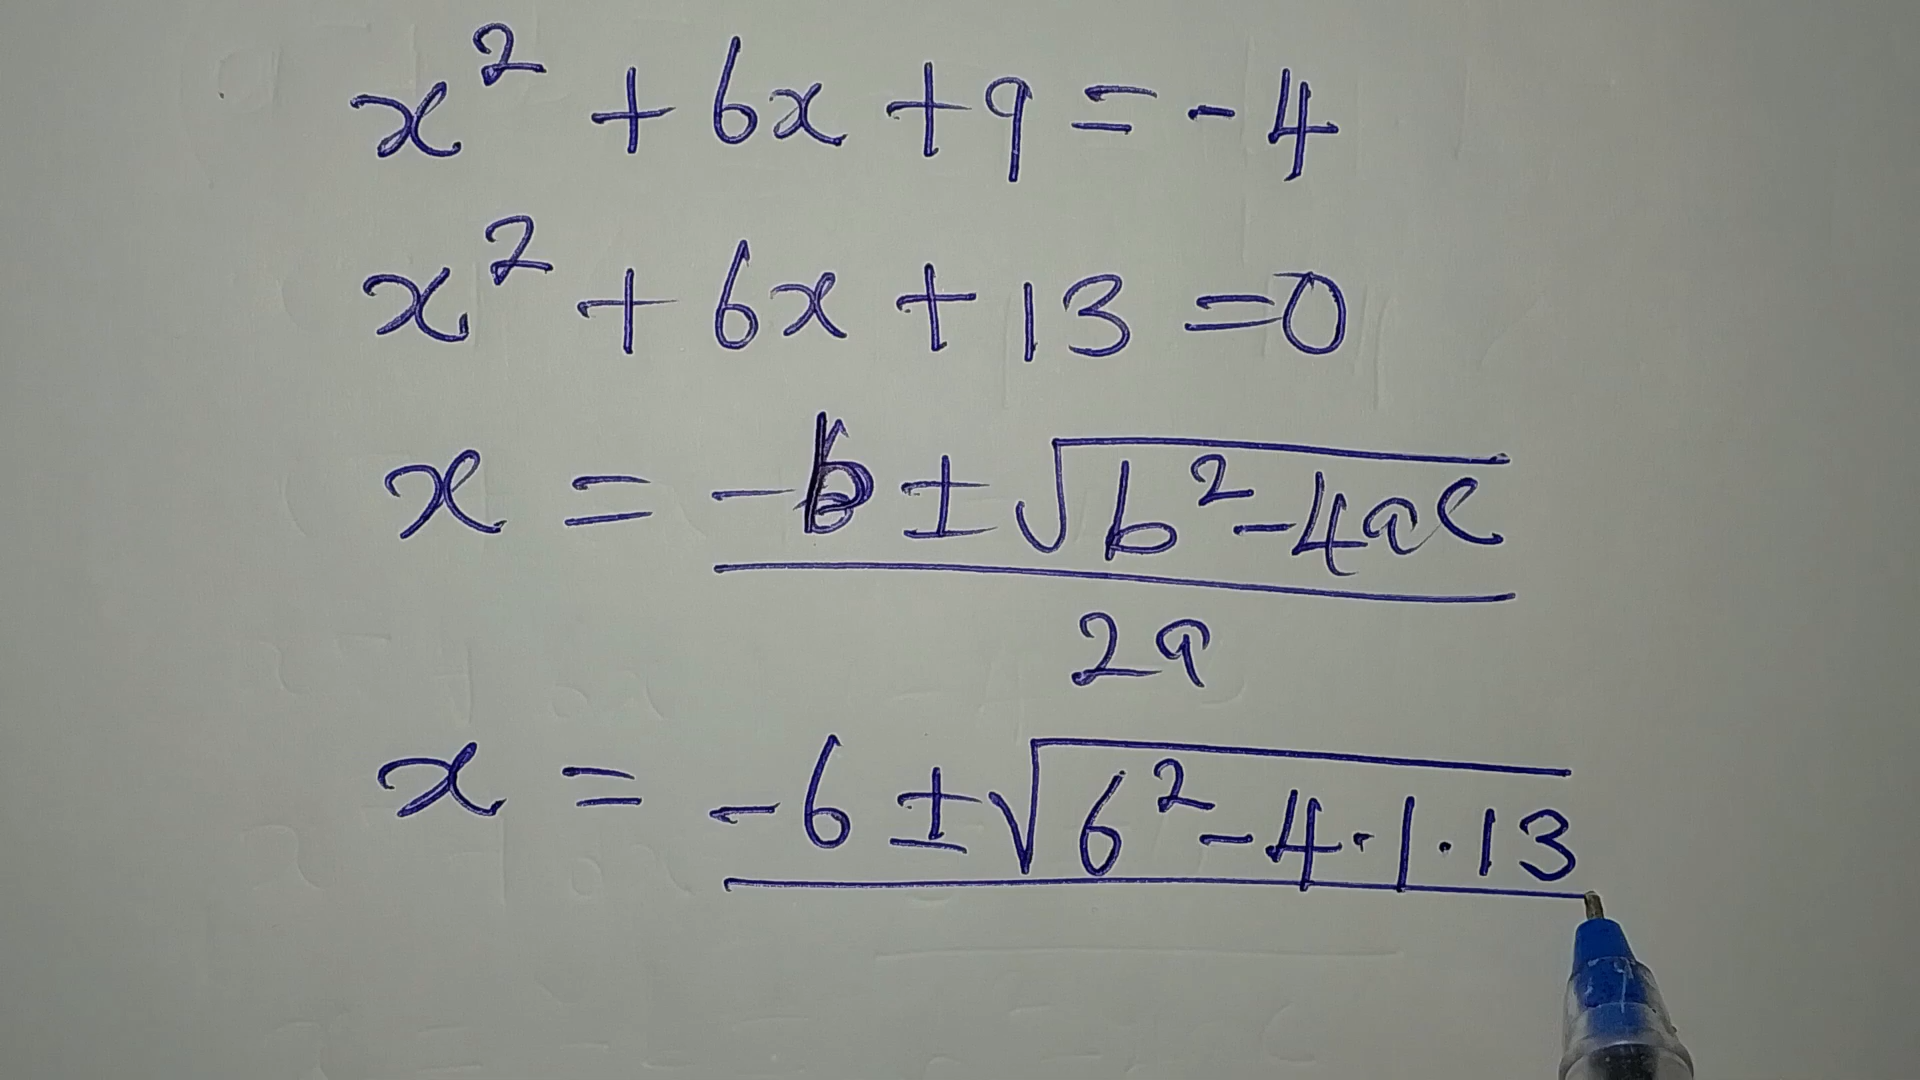 x² + 6x + 9 = -4
x² + 6x + 13 = 0
x = -b ± √b² - 4ac
2a
x = -6 ± √6² - 4 · 1 · 13